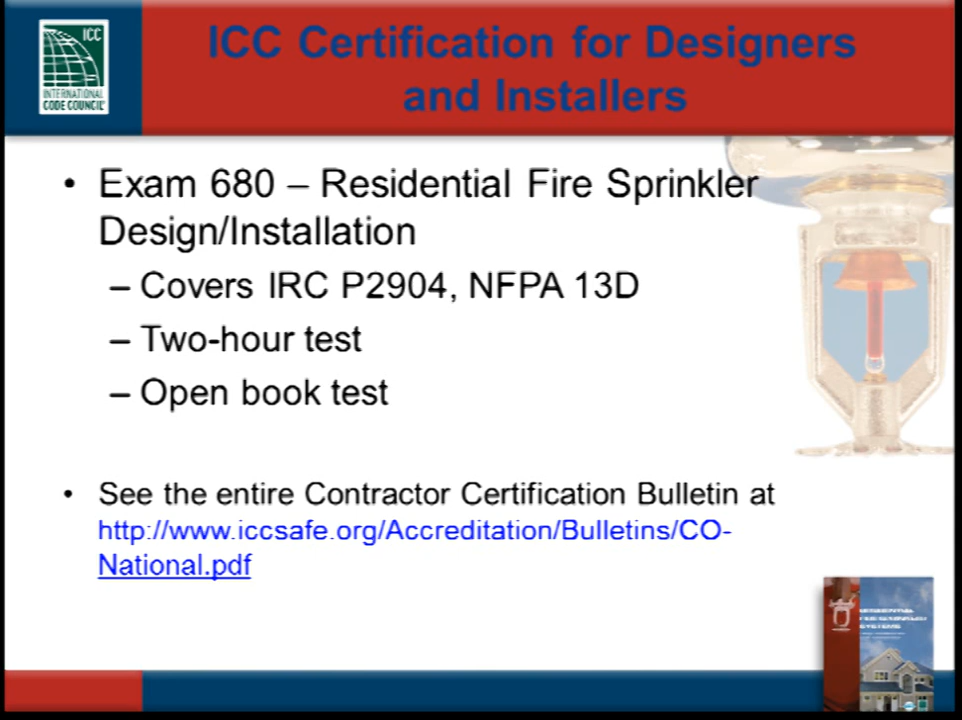 ICC
INTERNATIONAL
CODE COUNCIL
ICC Certification for Designers
and Installers
• Exam 680 – Residential Fire Sprinkler
Design/Installation
– Covers IRC P2904, NFPA 13D
– Two-hour test
– Open book test
• See the entire Contractor Certification Bulletin at
http://www.iccsafe.org/Accreditation/Bulletins/CO-
National.pdf